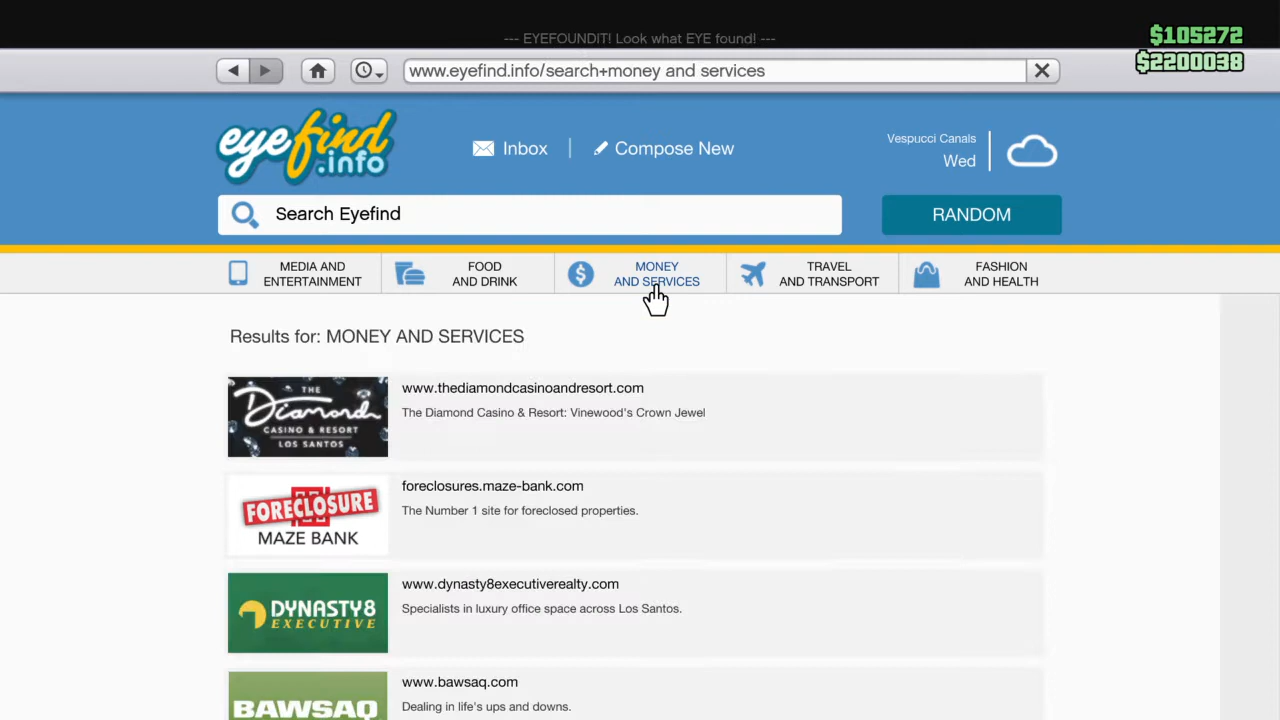 --- EYEFOUNDIT! Look what EYE found! ---
$105272
$2200038
www.eyefind.info/search+money and services
eyefind
.info
Inbox
Compose New
Vespucci Canals
Wed
Search Eyefind
RANDOM
MEDIA AND
ENTERTAINMENT
FOOD
AND DRINK
MONEY
AND SERVICES
TRAVEL
AND TRANSPORT
FASHION
AND HEALTH
Results for: MONEY AND SERVICES
THE
Diamond
CASINO & RESORT
LOS SANTOS
www.thediamondcasinoandresort.com
The Diamond Casino & Resort: Vinewood's Crown Jewel
FORECLOSURE
MAZE BANK
foreclosures.maze-bank.com
The Number 1 site for foreclosed properties.
DYNASTY8
EXECUTIVE
www.dynasty8executiverealty.com
Specialists in luxury office space across Los Santos.
BAWSAQ
www.bawsaq.com
Dealing in life's ups and downs.